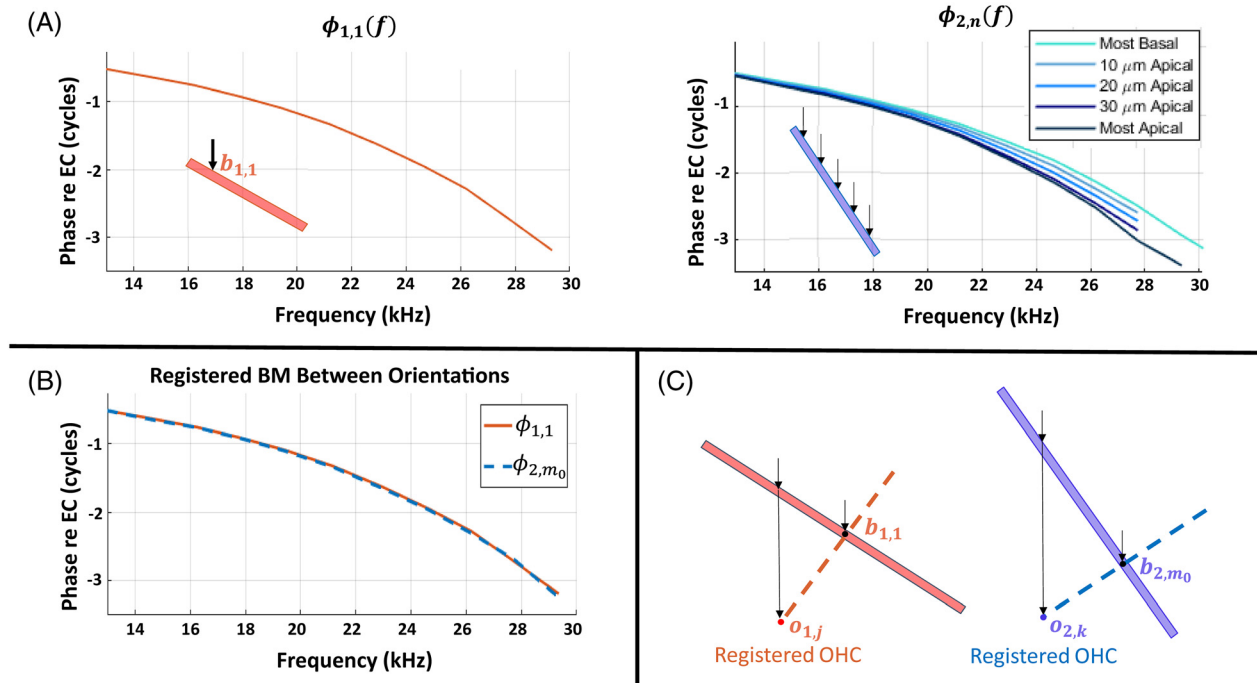 (A)
ϕ1,1(f)
Phase re EC (cycles)
-1
-2
-3
b1,1
14 16 18 20 22 24 26 28 30
Frequency (kHz)
ϕ2,n(f)
Most Basal
10 μm Apical
20 μm Apical
30 μm Apical
Most Apical
Phase re EC (cycles)
-1
-2
-3
14 16 18 20 22 24 26 28 30
Frequency (kHz)
(B)
Registered BM Between Orientations
ϕ1,1
ϕ2,m0
Phase re EC (cycles)
-1
-2
-3
14 16 18 20 22 24 26 28 30
Frequency (kHz)
(C)
b1,1
o1,j
Registered OHC
b2,m0
o2,k
Registered OHC